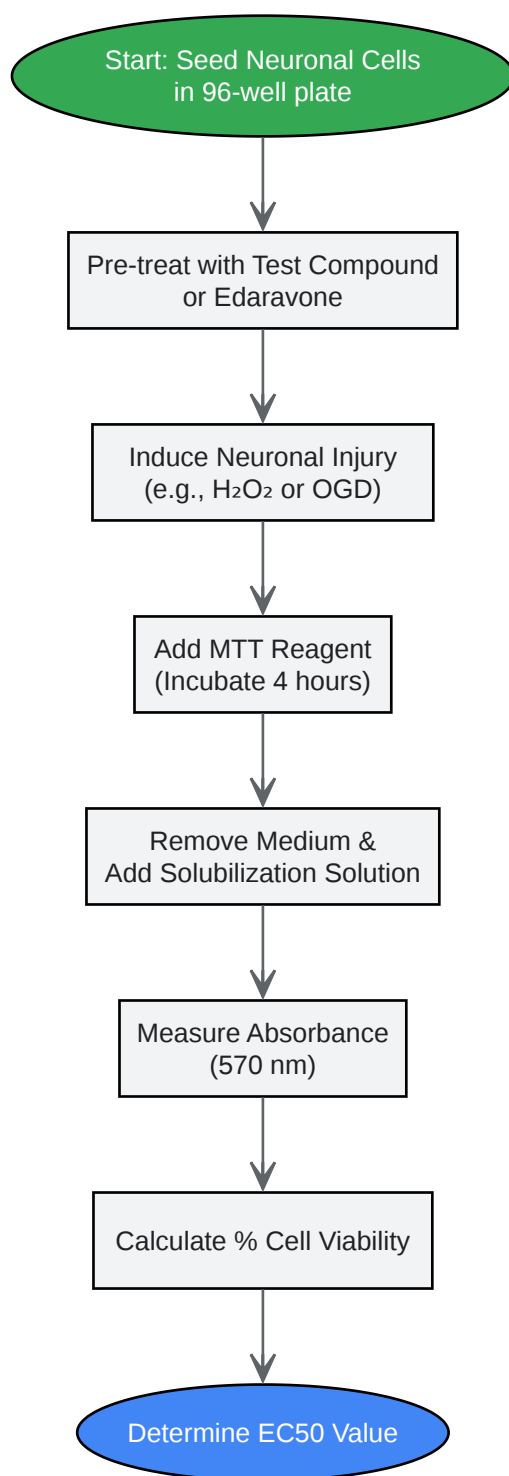 Start: Seed Neuronal Cells
in 96-well plate
Pre-treat with Test Compound
or Edaravone
Induce Neuronal Injury
(e.g., H₂O₂ or OGD)
Add MTT Reagent
(Incubate 4 hours)
Remove Medium &
Add Solubilization Solution
Measure Absorbance
(570 nm)
Calculate % Cell Viability
Determine EC50 Value